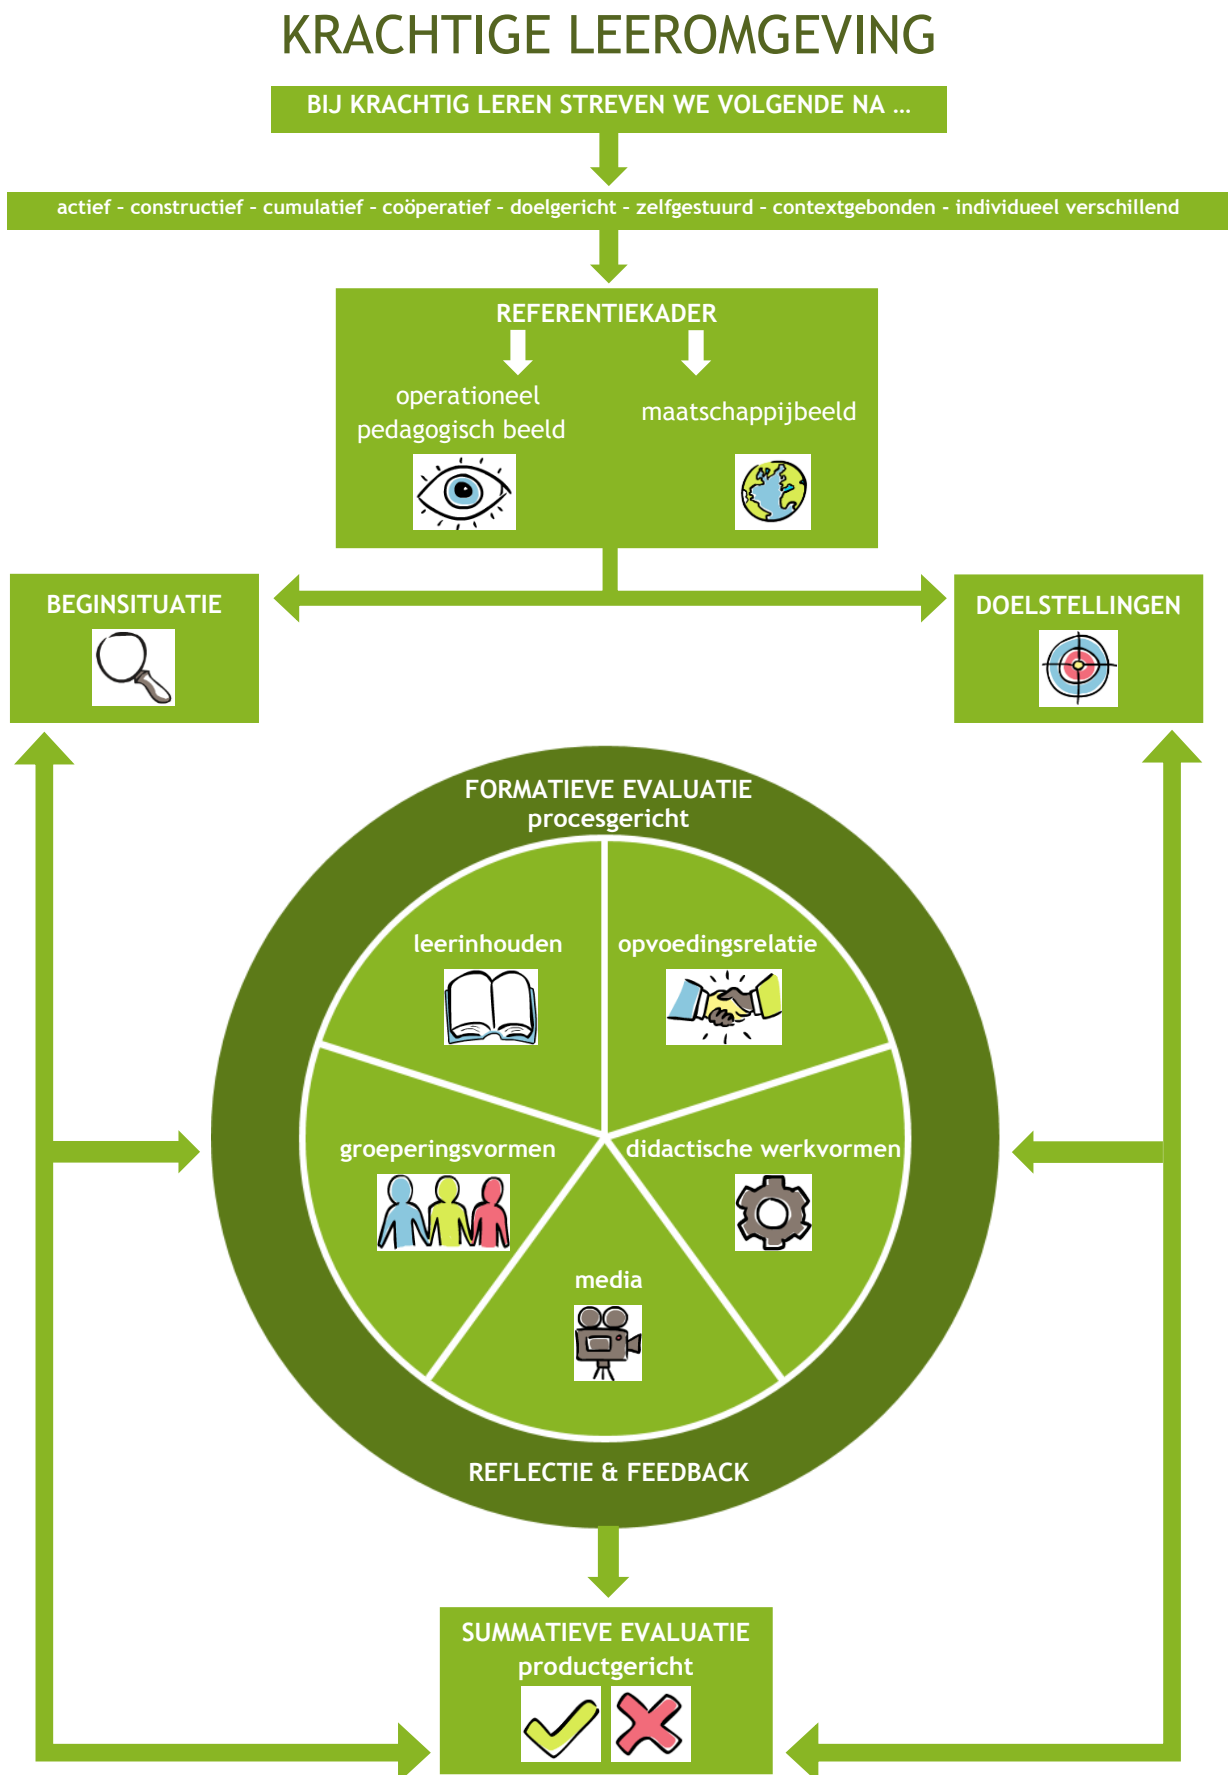 KRACHTIGE LEEROMGEVING
BIJ KRACHTIG LEREN STREVEN WE VOLGENDE NA …
actief – constructief – cumulatief – coöperatief – doelgericht – zelfgestuurd – contextgebonden - individueel verschillend
REFERENTIEKADER
operationeel
pedagogisch beeld
maatschappijbeeld
BEGINSITUATIE
DOELSTELLINGEN
FORMATIEVE EVALUATIE
procesgericht
leerinhouden
opvoedingsrelatie
groeperingsvormen
didactische werkvormen
media
REFLECTIE & FEEDBACK
SUMMATIEVE EVALUATIE
productgericht